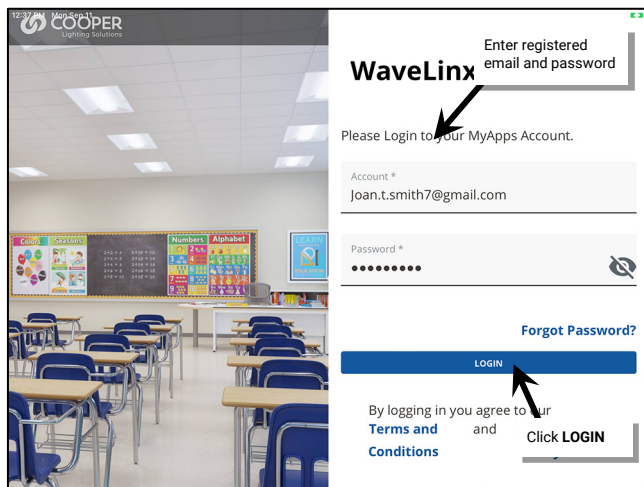 12:37 PM Mon Sep 11
COOPER
Lighting Solutions
Enter registered
email and password
WaveLinx
Please Login to your MyApps Account.
Account *
Joan.t.smith7@gmail.com
Password *
•••••••••
Forgot Password?
LOGIN
By logging in you agree to our
Terms and
Conditions
and
Click LOGIN
Colors
Seasons
Numbers
Alphabet
LEARN